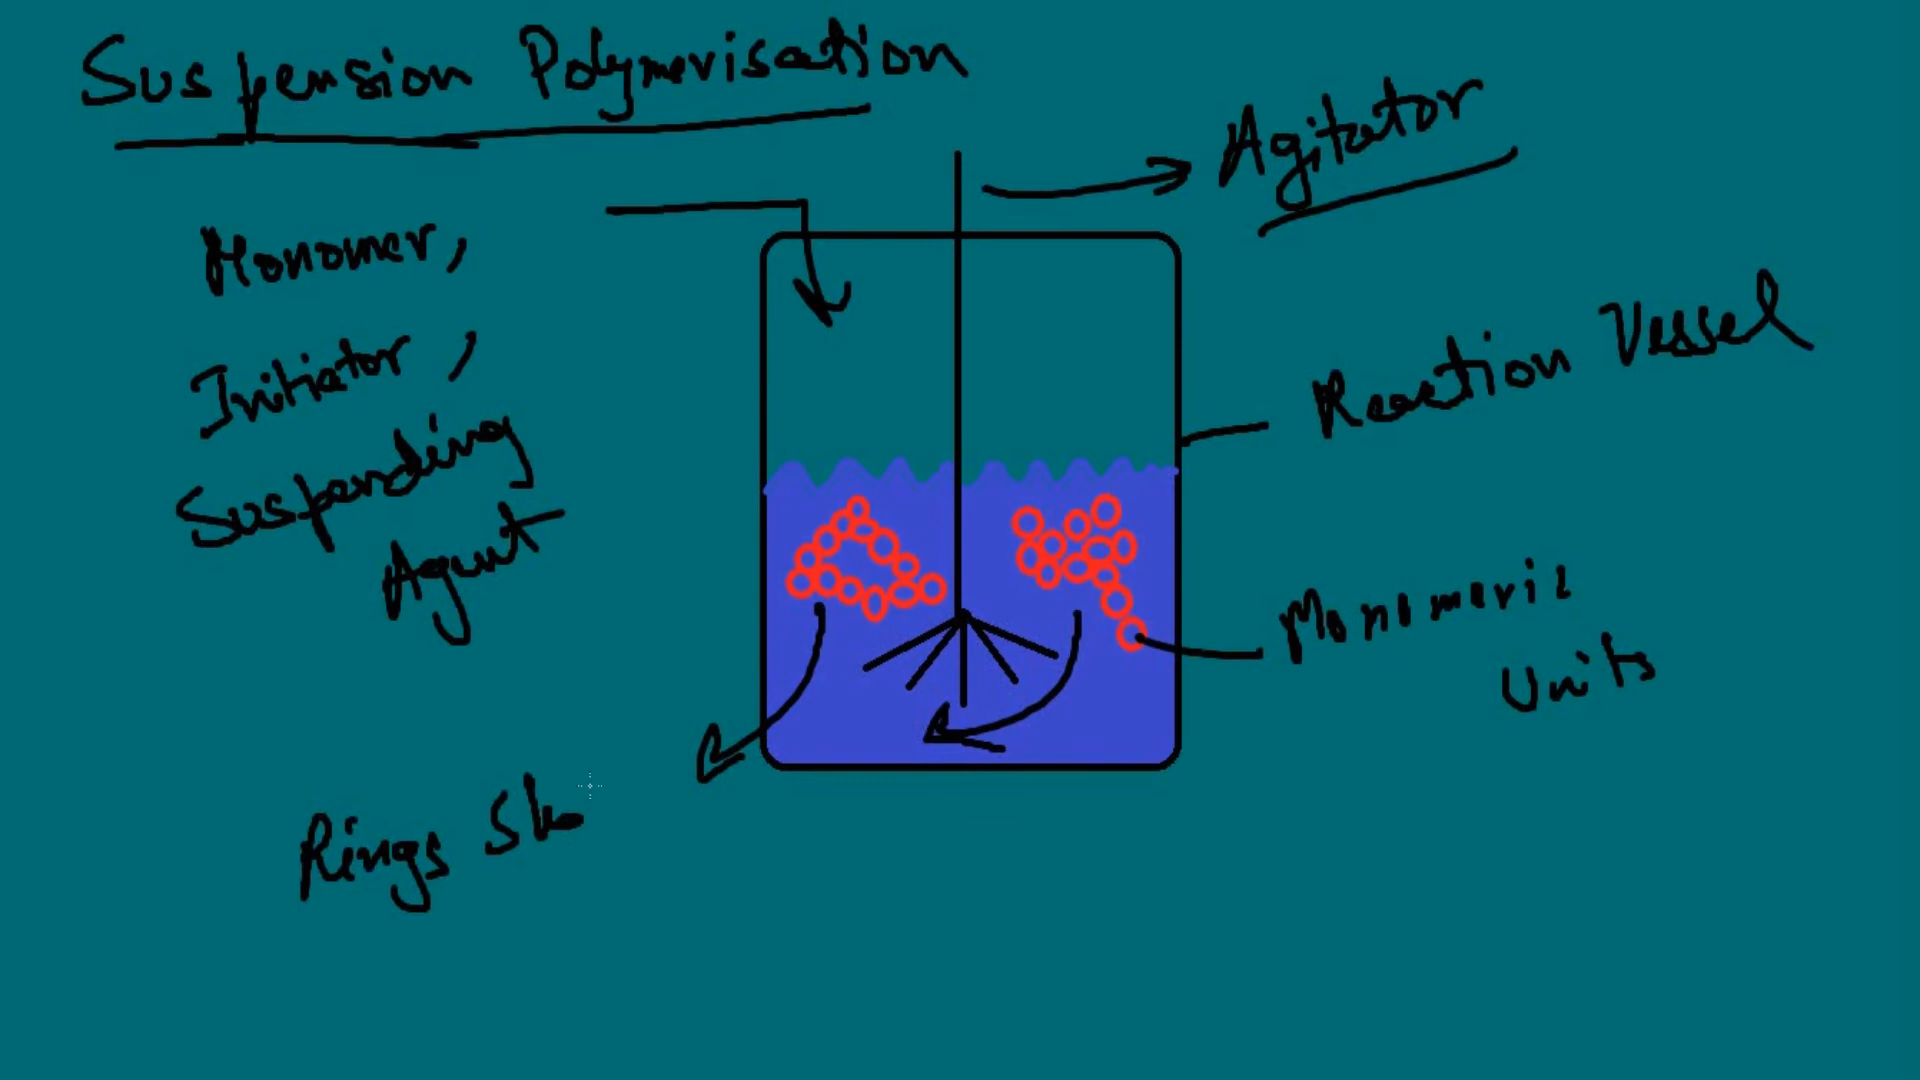 Suspension Polymerisation
Agitator
Monomer,
Initiator,
Suspending
Agent
Reaction Vessel
Monomeric
Units
Rings